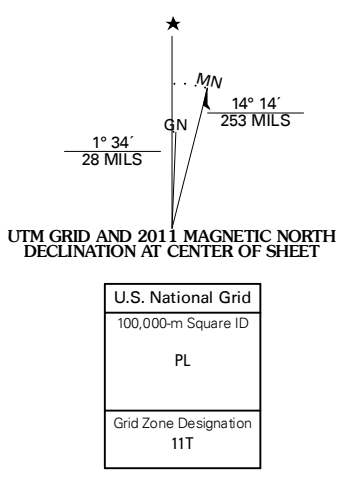 ★
MN
GN
14° 14´
253 MILS
1° 34´
28 MILS
UTM GRID AND 2011 MAGNETIC NORTH
DECLINATION AT CENTER OF SHEET
U.S. National Grid
100,000-m Square ID
PL
Grid Zone Designation
11T